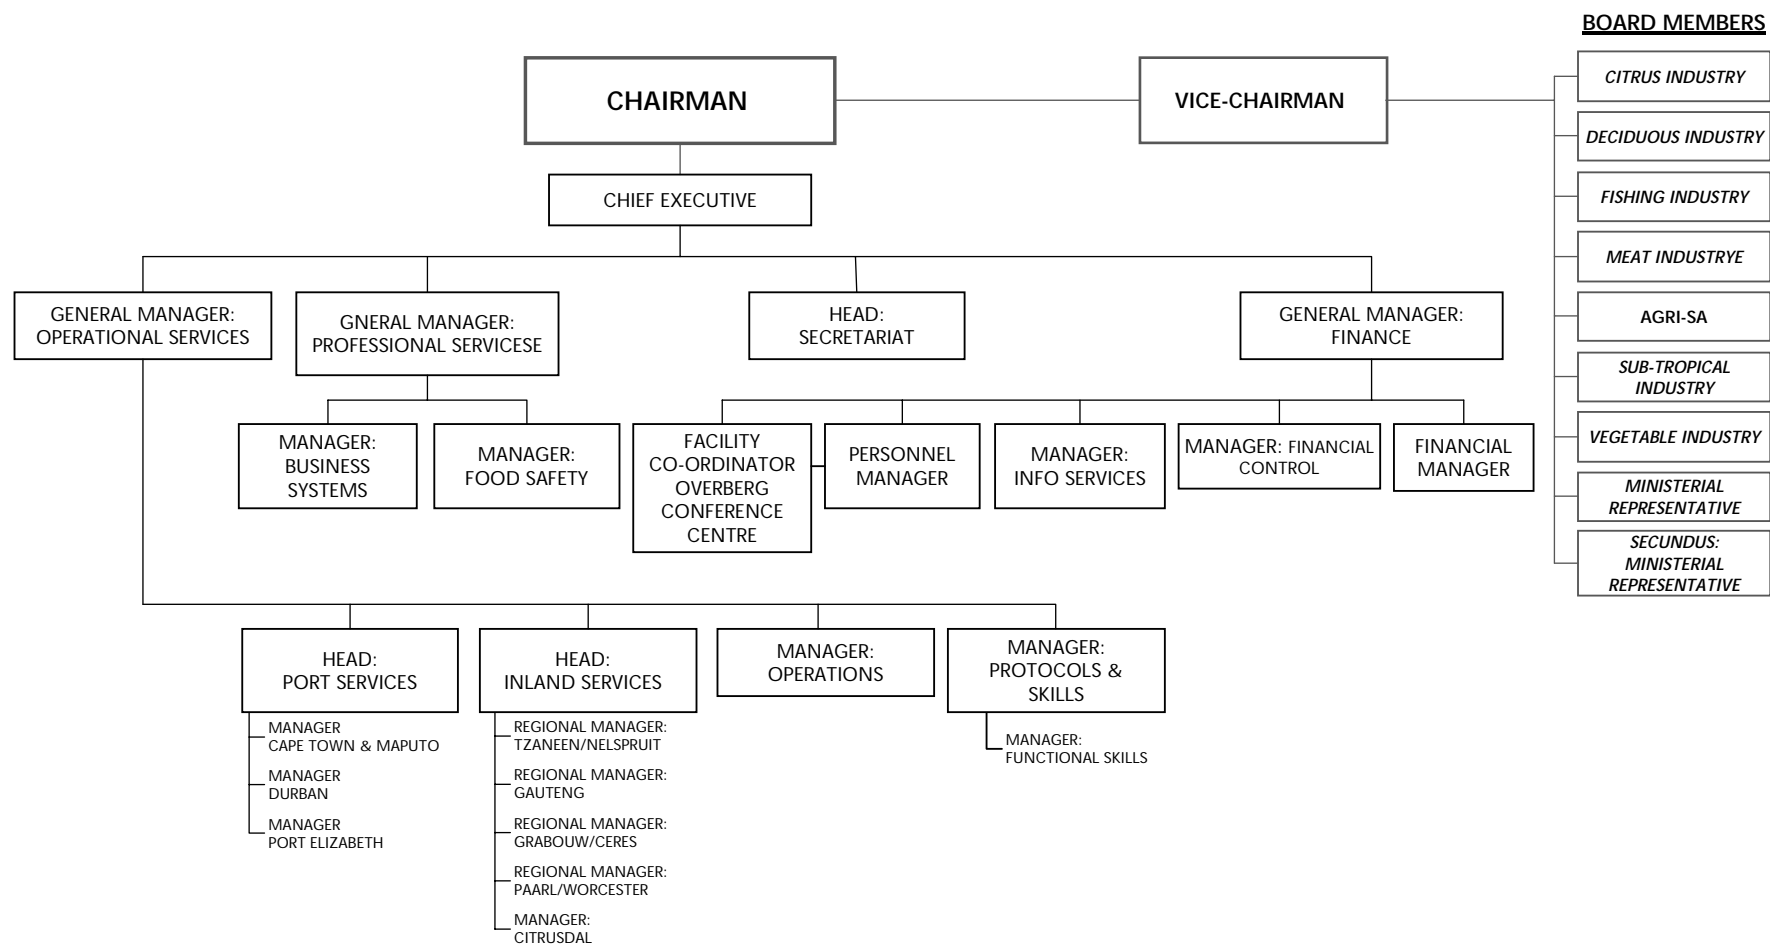 BOARD MEMBERS
CHAIRMAN
VICE-CHAIRMAN
CITRUS INDUSTRY
DECIDUOUS INDUSTRY
FISHING INDUSTRY
MEAT INDUSTRYE
AGRI-SA
SUB-TROPICAL
INDUSTRY
VEGETABLE INDUSTRY
MINISTERIAL
REPRESENTATIVE
SECUNDUS:
MINISTERIAL
REPRESENTATIVE
CHIEF EXECUTIVE
GENERAL MANAGER:
OPERATIONAL SERVICES
GNERAL MANAGER:
PROFESSIONAL SERVICESE
HEAD:
SECRETARIAT
GENERAL MANAGER:
FINANCE
MANAGER:
BUSINESS
SYSTEMS
MANAGER:
FOOD SAFETY
FACILITY
CO-ORDINATOR
OVERBERG
CONFERENCE
CENTRE
PERSONNEL
MANAGER
MANAGER:
INFO SERVICES
MANAGER: FINANCIAL
CONTROL
FINANCIAL
MANAGER
HEAD:
PORT SERVICES
HEAD:
INLAND SERVICES
MANAGER:
OPERATIONS
MANAGER:
PROTOCOLS &
SKILLS
MANAGER
CAPE TOWN & MAPUTO
MANAGER
DURBAN
MANAGER
PORT ELIZABETH
REGIONAL MANAGER:
TZANEEN/NELSPRUIT
REGIONAL MANAGER:
GAUTENG
REGIONAL MANAGER:
GRABOUW/CERES
REGIONAL MANAGER:
PAARL/WORCESTER
MANAGER:
CITRUSDAL
MANAGER:
FUNCTIONAL SKILLS